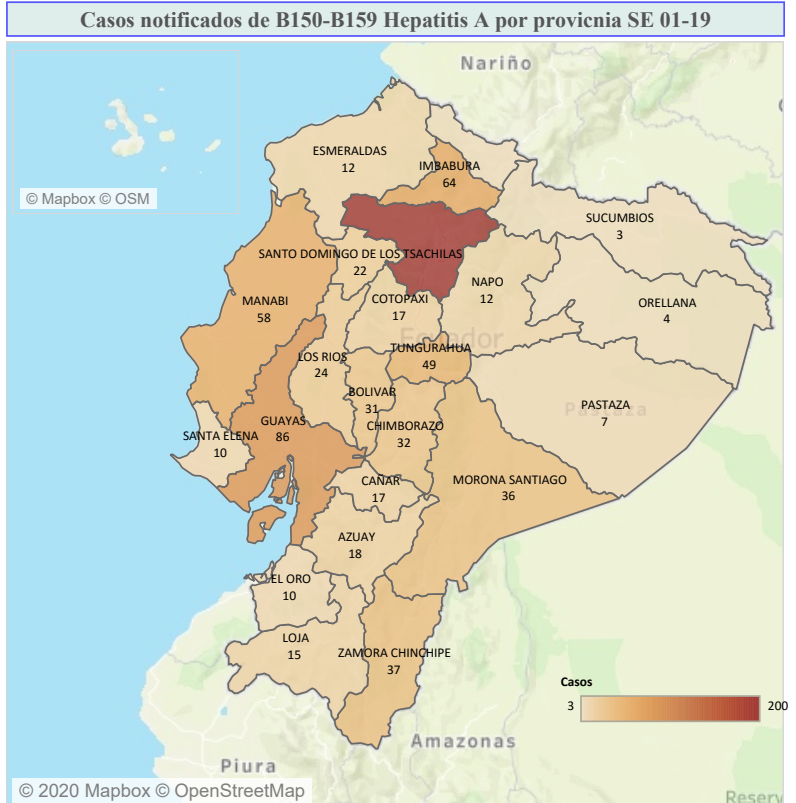 Casos notificados de B150-B159 Hepatitis A por provicnia SE 01-19
Nariño
© Mapbox © OSM
ESMERALDAS
12
IMBABURA
64
SUCUMBIOS
3
SANTO DOMINGO DE LOS TSACHILAS
22
NAPO
12
MANABI
58
COTOPAXI
17
ORELLANA
4
Ecuador
TUNGURAHUA
49
LOS RIOS
24
BOLIVAR
31
PASTAZA
7
Pastaza
GUAYAS
86
CHIMBORAZO
32
SANTA ELENA
10
CAÑAR
17
MORONA SANTIAGO
36
AZUAY
18
EL ORO
10
LOJA
15
ZAMORA CHINCHIPE
37
Casos
3 200
Amazonas
Piura
© 2020 Mapbox © OpenStreetMap
Reserv